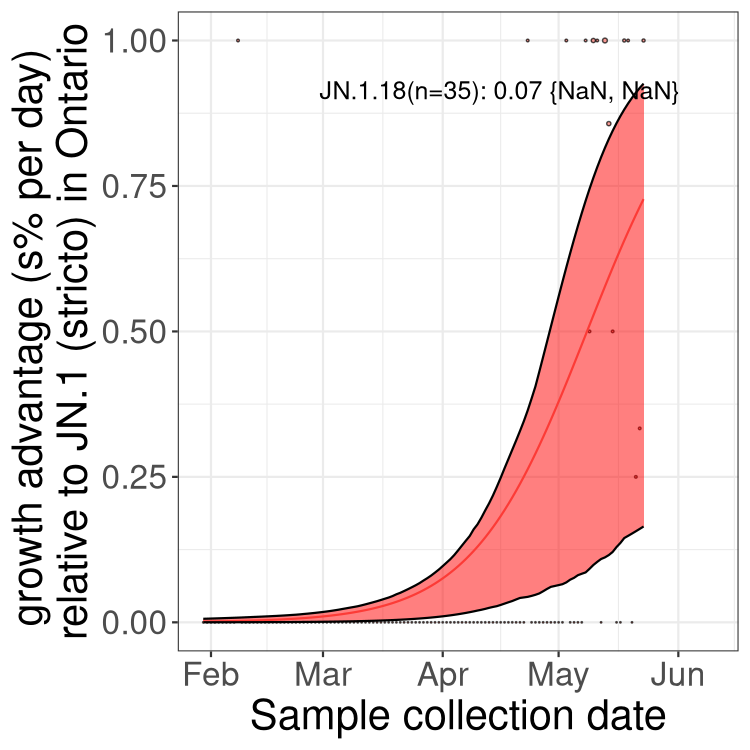 growth advantage (s% per day)
relative to JN.1 (stricto) in Ontario
1.00
0.75
0.50
0.25
0.00
JN.1.18(n=35): 0.07 {NaN, NaN}
Feb Mar Apr May Jun
Sample collection date